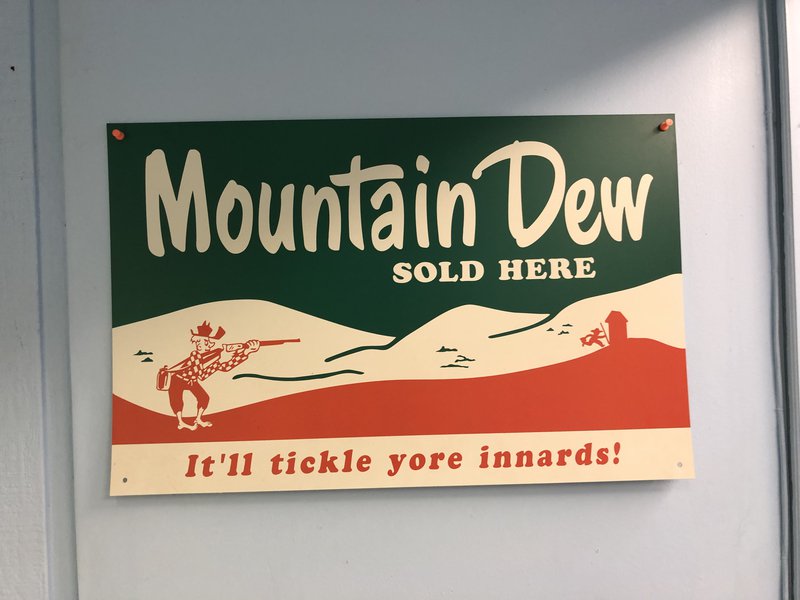 Mountain Dew
SOLD HERE
It'll tickle yore innards!